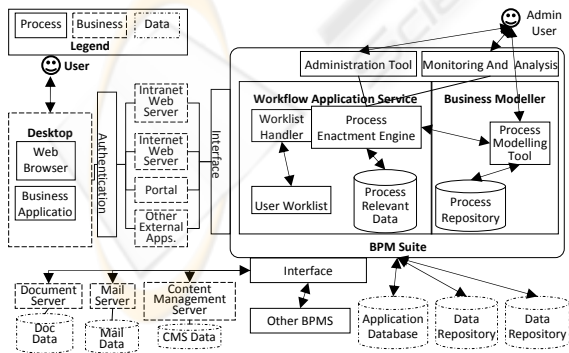 Process
Business
Data
Legend
User
Admin
User
Administration Tool
Monitoring And Analysis
Intranet
Web
Server
Internet
Web
Server
Portal
Other
External
Apps.
Desktop
Web
Browser
Business
Applicatio
Authentication
Interface
Workflow Application Service
Worklist
Handler
Process
Enactment Engine
User Worklist
Process
Relevant
Data
Business Modeller
Process
Modelling
Tool
Process
Repository
BPM Suite
Interface
Document
Server
Mail
Server
Content
Management
Server
Doc
Data
Mail Data
CMS Data
Other BPMS
Application
Database
Data
Repository
Data
Repository